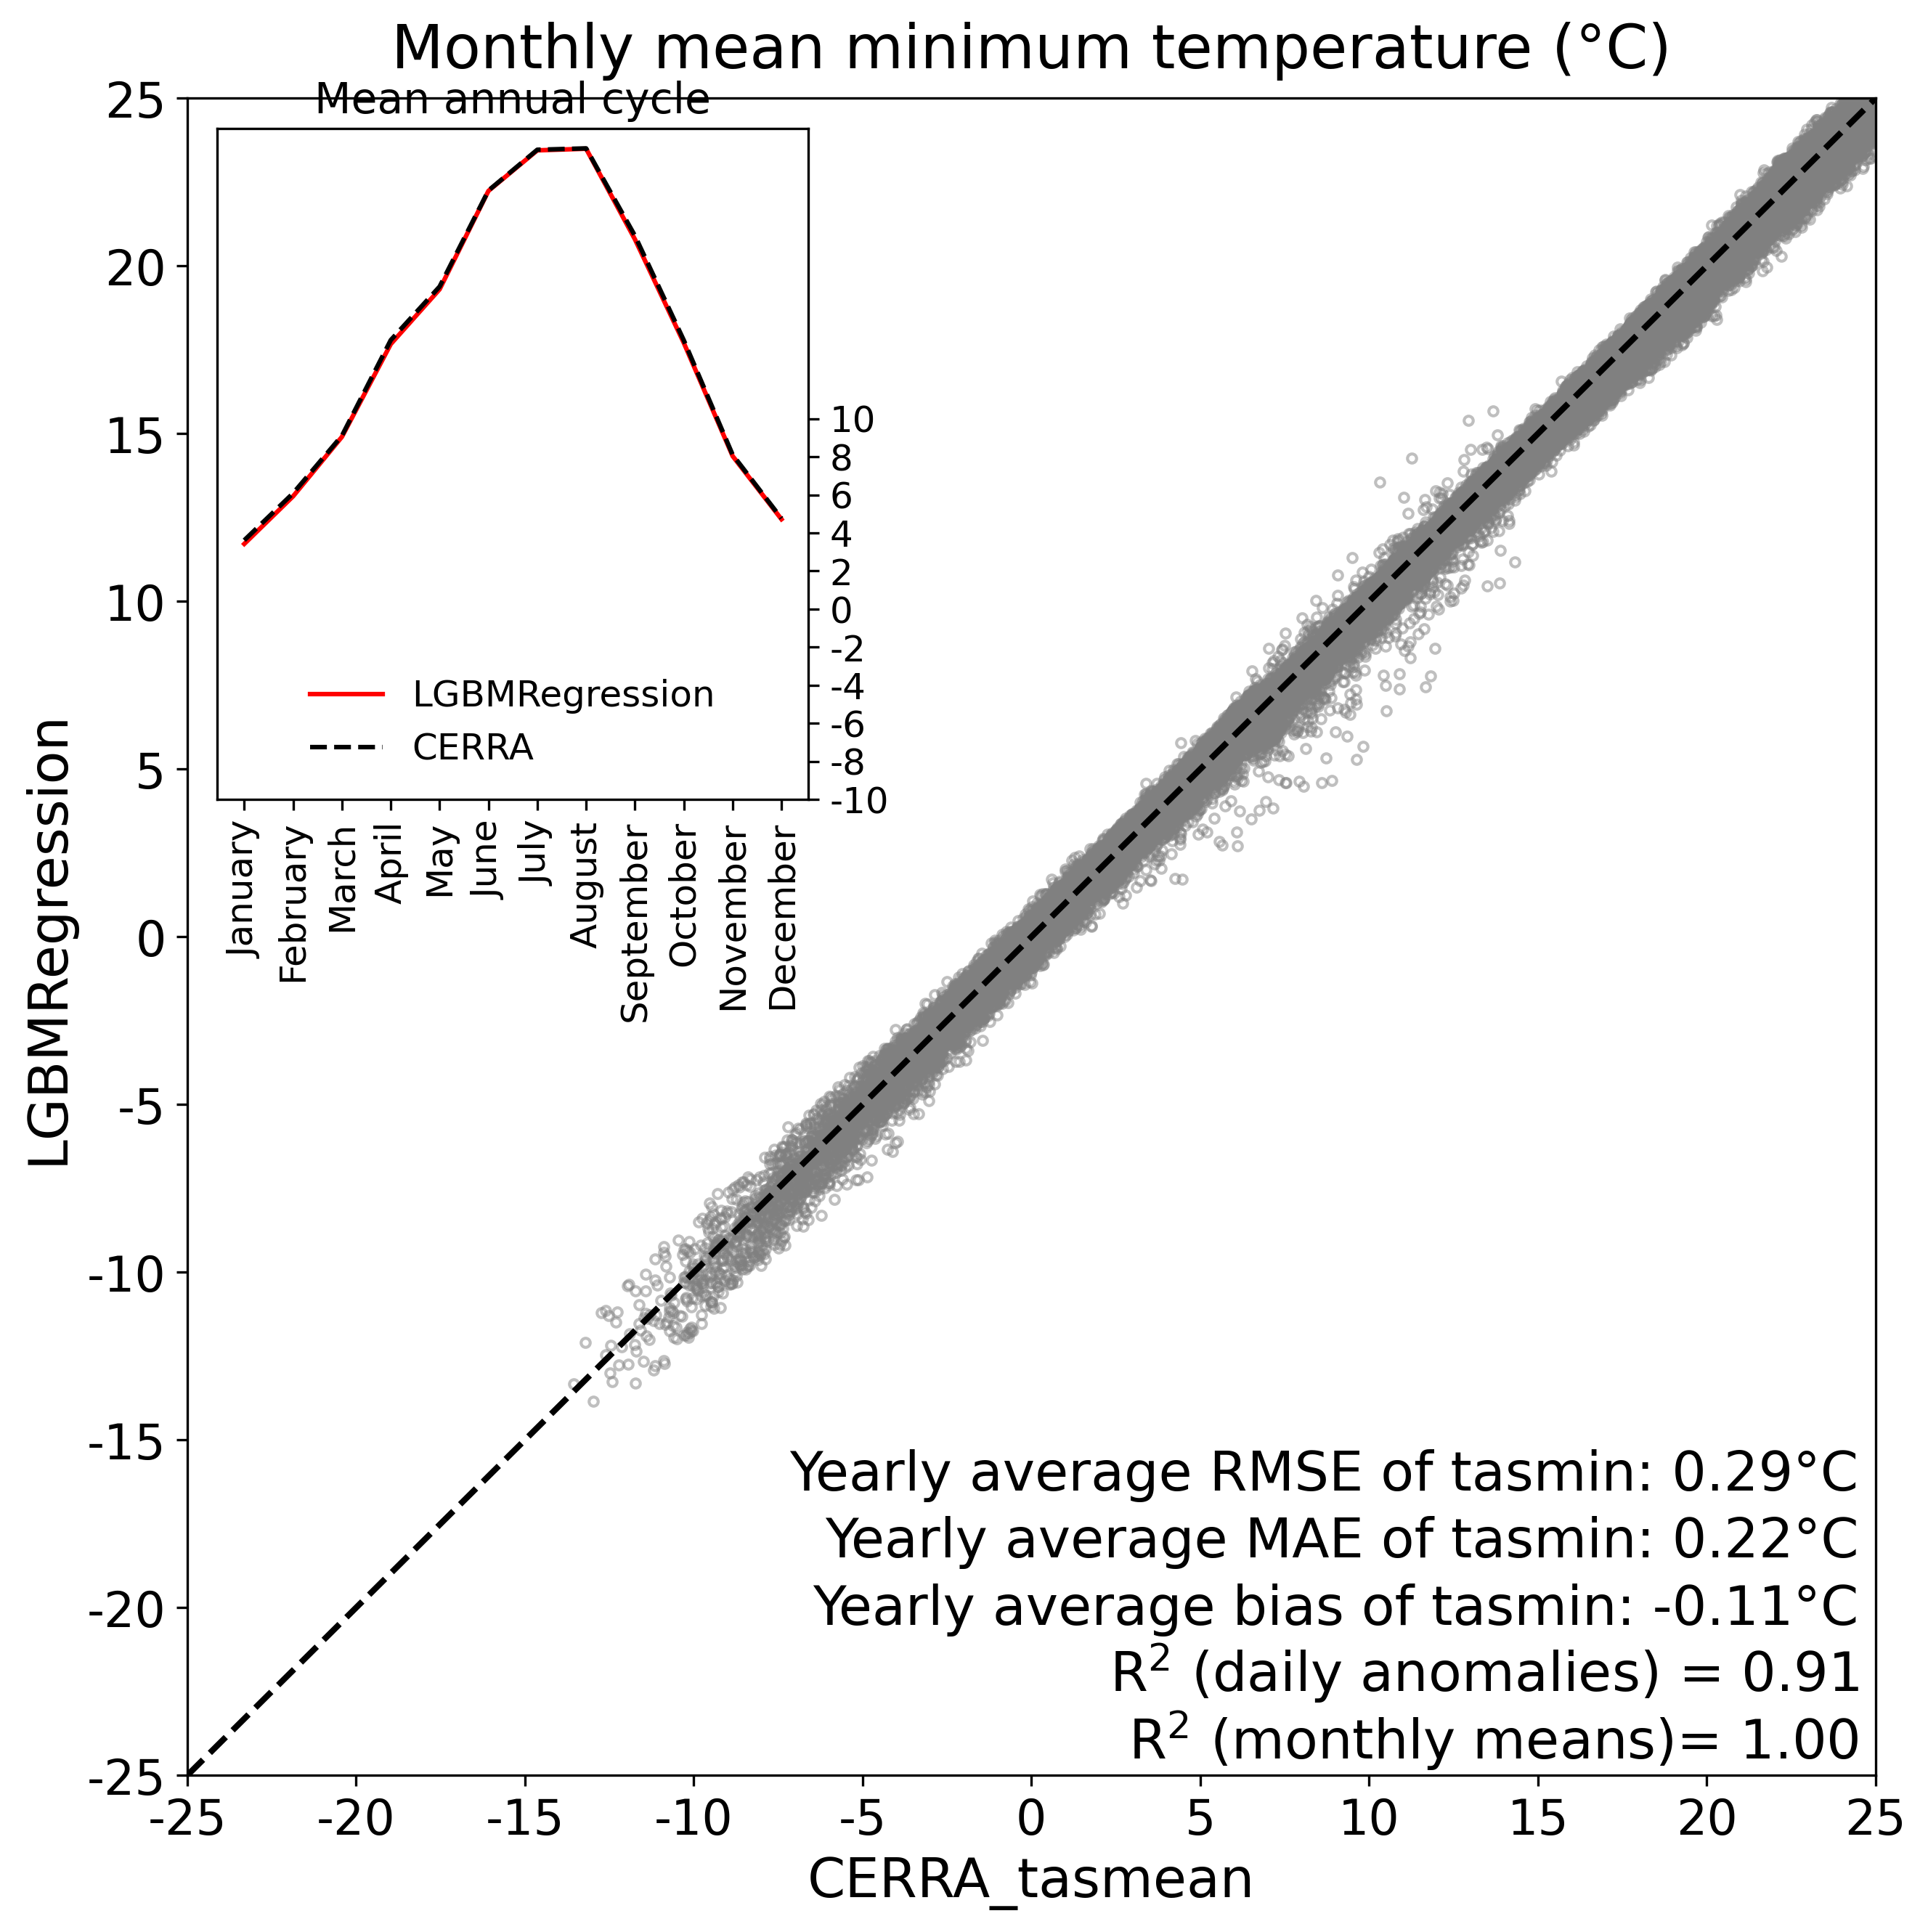 Monthly mean minimum temperature (°C)
Mean annual cycle
25
20
15
10
5
0
-5
-10
-15
-20
-25
LGBMRegression
10
8
6
4
2
0
-2
-4
-6
-8
-10
LGBMRegression
CERRA
January
February
March
April
May
June
July
August
September
October
November
December
Yearly average RMSE of tasmin: 0.29°C
Yearly average MAE of tasmin: 0.22°C
Yearly average bias of tasmin: -0.11°C
R² (daily anomalies) = 0.91
R² (monthly means)= 1.00
-25 -20 -15 -10 -5 0 5 10 15 20 25
CERRA_tasmean